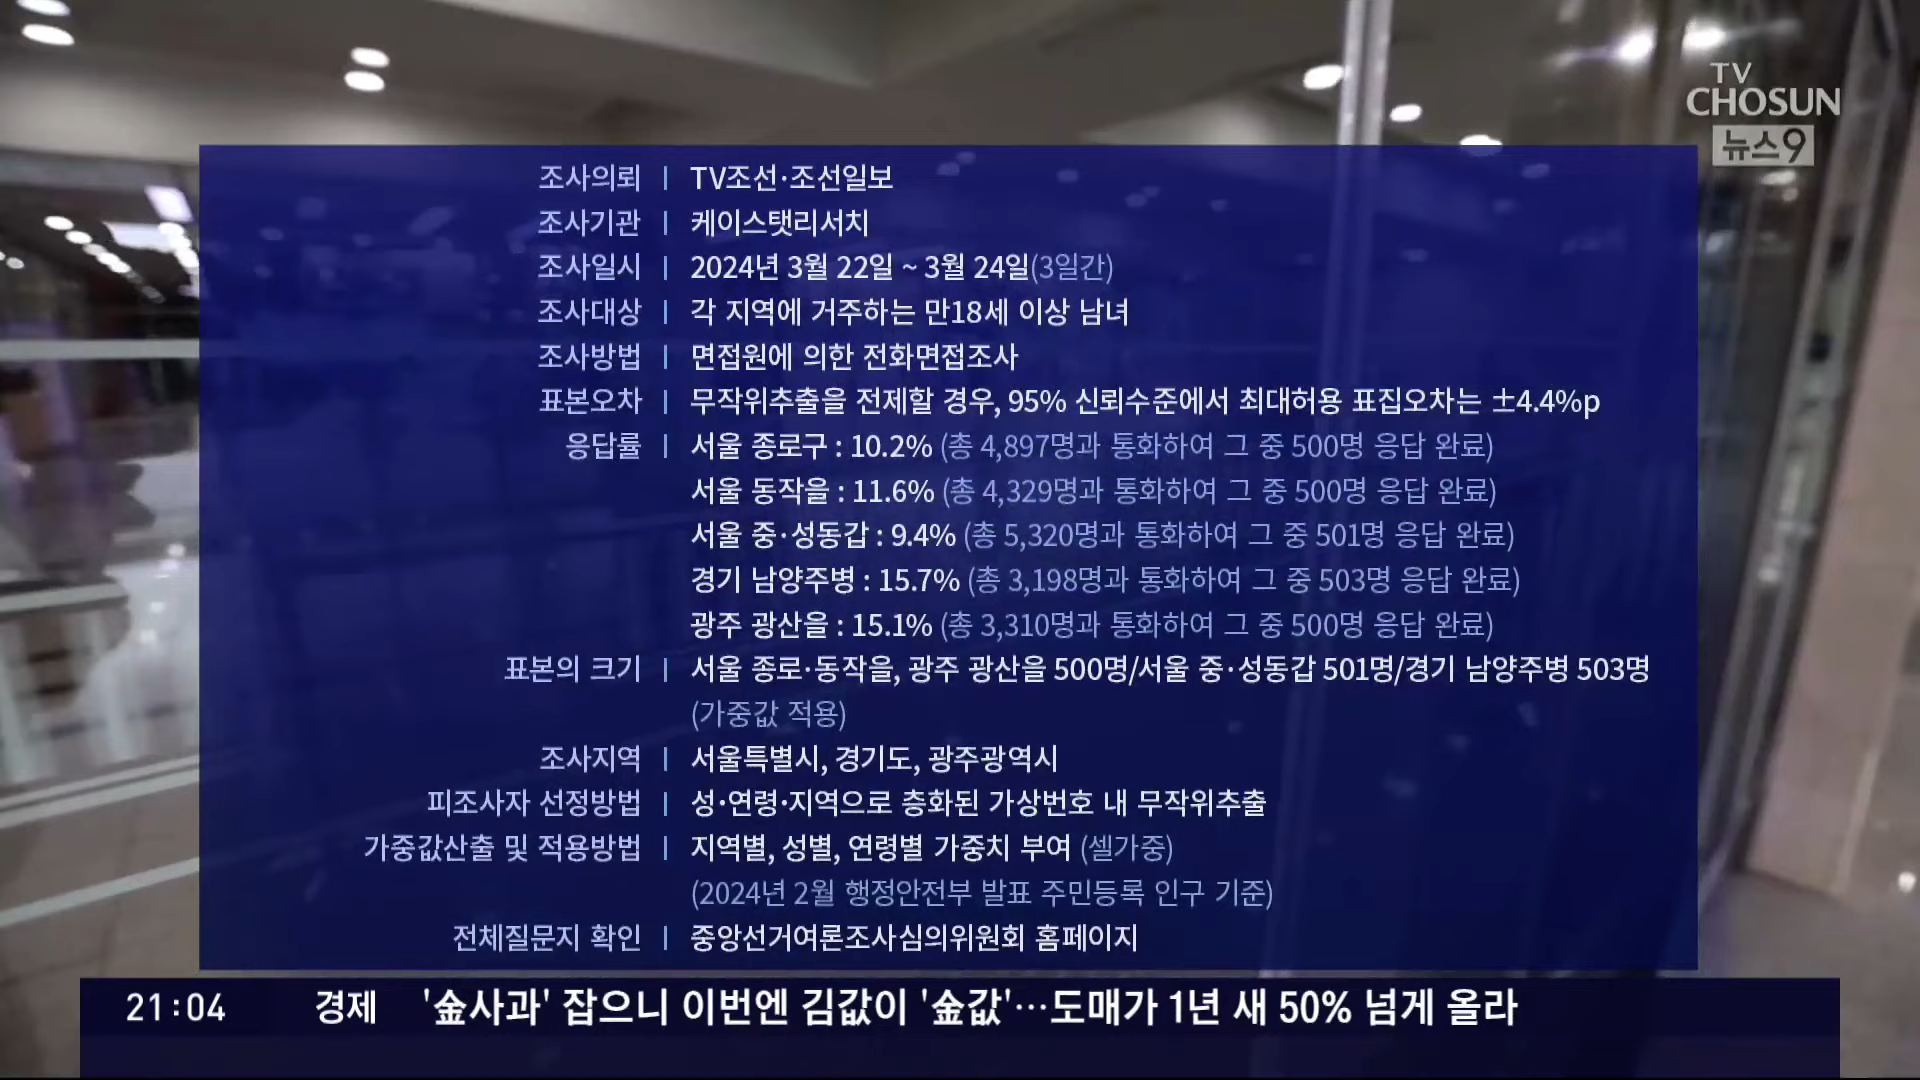 TV
CHOSUN
뉴스9
조사의뢰 | TV조선·조선일보
조사기관 | 케이스탯리서치
조사일시 | 2024년 3월 22일 ~ 3월 24일(3일간)
조사대상 | 각 지역에 거주하는 만18세 이상 남녀
조사방법 | 면접원에 의한 전화면접조사
표본오차 | 무작위추출을 전제할 경우, 95% 신뢰수준에서 최대허용 표집오차는 ±4.4%p
응답률 | 서울 종로구 : 10.2% (총 4,897명과 통화하여 그 중 500명 응답 완료)
서울 동작을 : 11.6% (총 4,329명과 통화하여 그 중 500명 응답 완료)
서울 중·성동갑 : 9.4% (총 5,320명과 통화하여 그 중 501명 응답 완료)
경기 남양주병 : 15.7% (총 3,198명과 통화하여 그 중 503명 응답 완료)
광주 광산을 : 15.1% (총 3,310명과 통화하여 그 중 500명 응답 완료)
표본의 크기 | 서울 종로·동작을, 광주 광산을 500명/서울 중·성동갑 501명/경기 남양주병 503명
(가중값 적용)
조사지역 | 서울특별시, 경기도, 광주광역시
피조사자 선정방법 | 성·연령·지역으로 층화된 가상번호 내 무작위추출
가중값산출 및 적용방법 | 지역별, 성별, 연령별 가중치 부여 (셀가중)
(2024년 2월 행정안전부 발표 주민등록 인구 기준)
전체질문지 확인 | 중앙선거여론조사심의위원회 홈페이지
21:04 경제 '金사과' 잡으니 이번엔 김값이 '金값'…도매가 1년 새 50% 넘게 올라